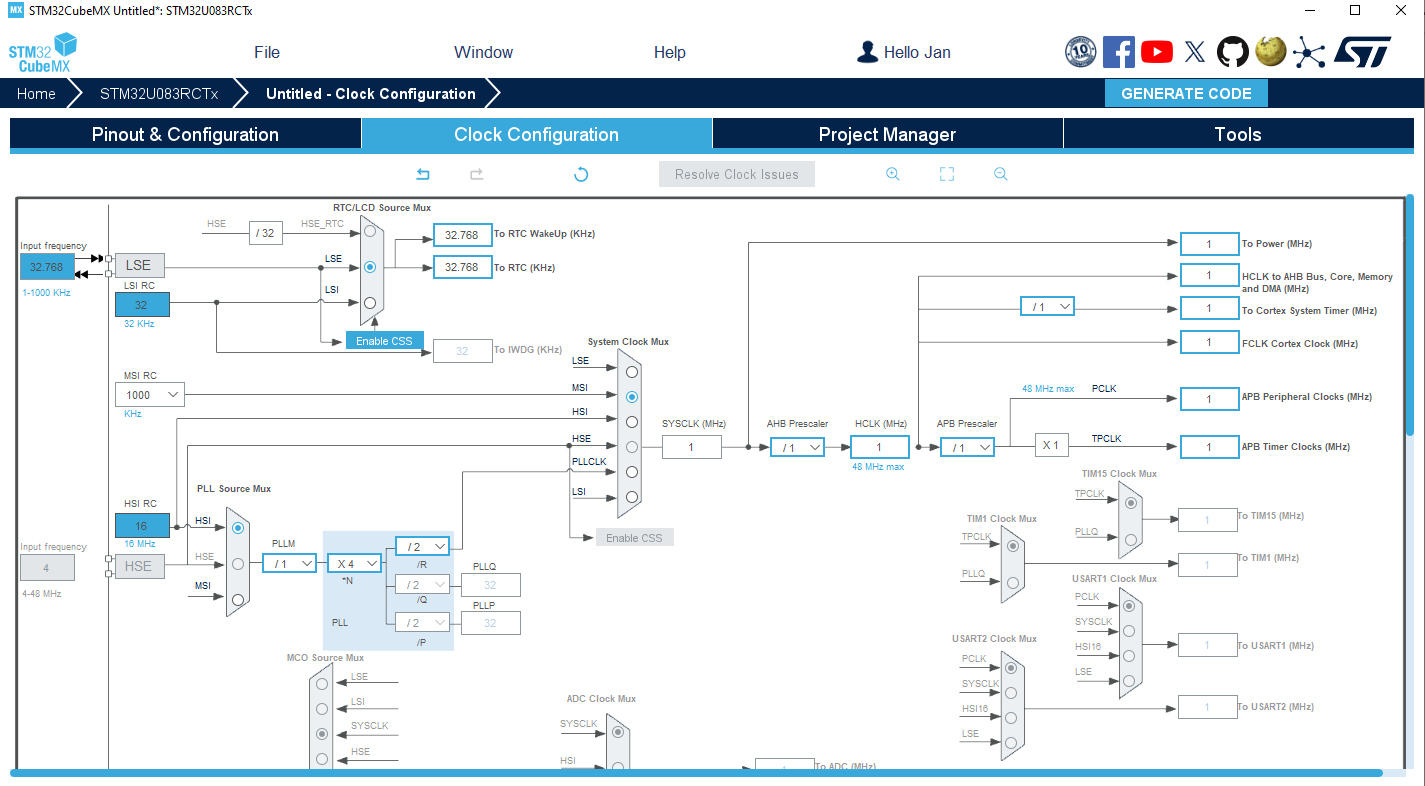 MX STM32CubeMX Untitled*: STM32U083RCTx
STM32 CubeMX
File Window Help Hello Jan
10
Home STM32U083RCTx Untitled - Clock Configuration GENERATE CODE
Pinout & Configuration Clock Configuration Project Manager Tools
Resolve Clock Issues
RTC/LCD Source Mux
HSE / 32 HSE_RTC
32.768 To RTC WakeUp (KHz)
1 To Power (MHz)
Input frequency
32.768
1-1000 KHz
LSE
LSE
32.768 To RTC (KHz)
1 HCLK to AHB Bus, Core, Memory
and DMA (MHz)
LSI RC
32
32 KHz
LSI
/ 1
1 To Cortex System Timer (MHz)
Enable CSS
32 To IWDG (KHz)
1 FCLK Cortex Clock (MHz)
System Clock Mux
LSE
MSI RC
1000
KHz
MSI
HSI
HSE
PLLCLK
LSI
SYSCLK (MHz)
1
AHB Prescaler
/ 1
HCLK (MHz)
1
48 MHz max
APB Prescaler
/ 1
48 MHz max PCLK
1 APB Peripheral Clocks (MHz)
X 1 TPCLK
1 APB Timer Clocks (MHz)
Enable CSS
PLL Source Mux
HSI RC
16
16 MHz
HSI
Input frequency
4
4-48 MHz
HSE
HSE
MSI
PLLM
/ 1
X 4
*N
/ 2
/R
/ 2
/Q
/ 2
/P
PLL
PLLQ
32
PLLP
32
TIM15 Clock Mux
TPCLK
PLLQ
1 To TIM15 (MHz)
TIM1 Clock Mux
TPCLK
PLLQ
1 To TIM1 (MHz)
USART1 Clock Mux
PCLK
SYSCLK
HSI16
LSE
1 To USART1 (MHz)
USART2 Clock Mux
PCLK
SYSCLK
HSI16
LSE
1 To USART2 (MHz)
MCO Source Mux
LSE
LSI
SYSCLK
HSE
ADC Clock Mux
SYSCLK
HSI
1 To ADC (MHz)